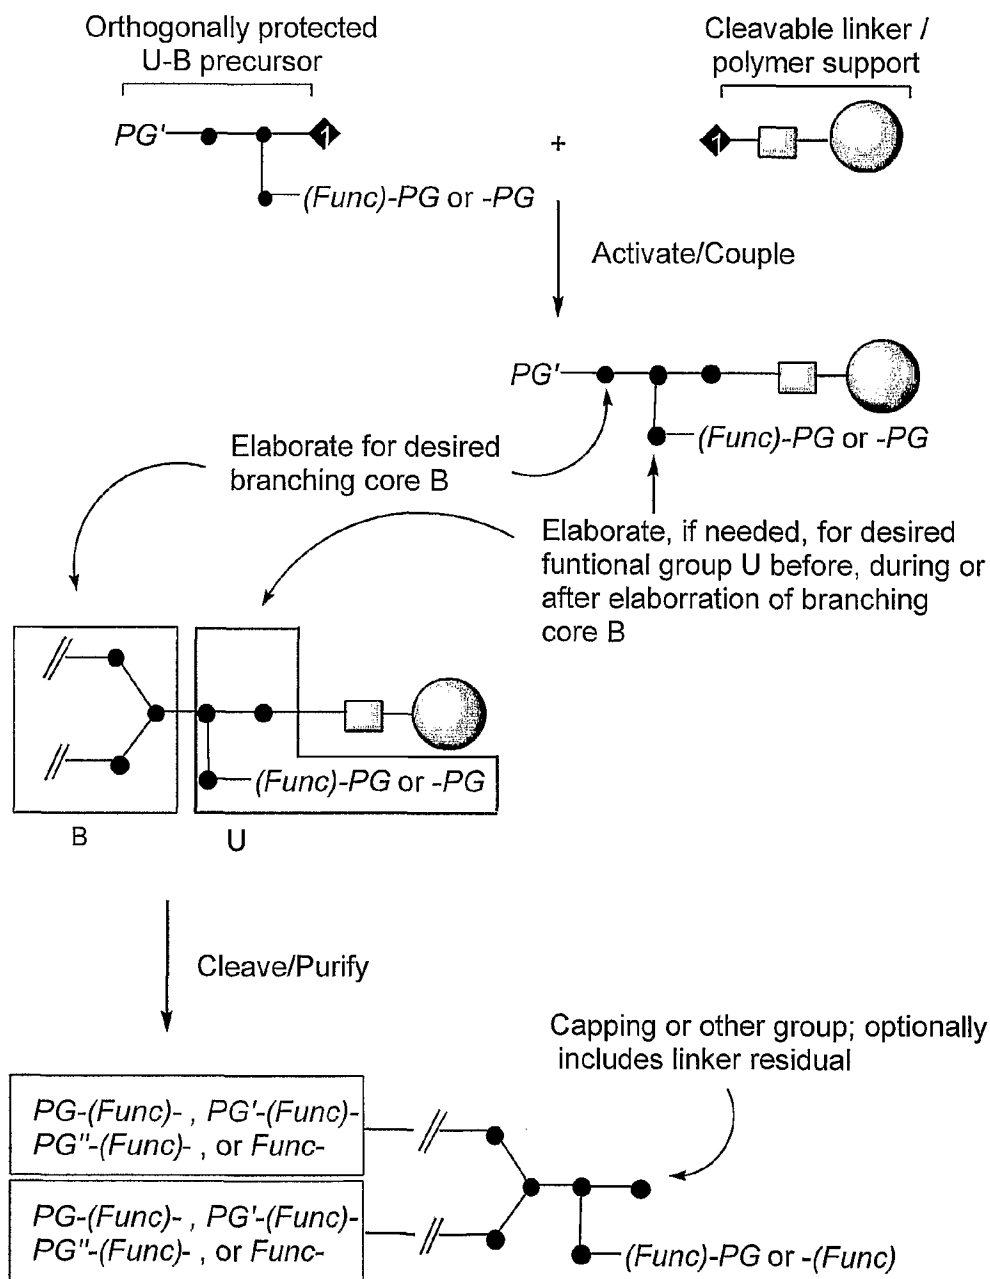 Orthogonally protected
U-B precursor
Cleavable linker /
polymer support
PG'
1
+
1
(Func)-PG or -PG
Activate/Couple
PG'
(Func)-PG or -PG
Elaborate for desired
branching core B
Elaborate, if needed, for desired
funtional group U before, during or
after elaborration of branching
core B
(Func)-PG or -PG
B
U
Cleave/Purify
Capping or other group; optionally
includes linker residual
PG-(Func)- , PG'-(Func)-
PG"-(Func)- , or Func-
PG-(Func)- , PG'-(Func)-
PG"-(Func)- , or Func-
(Func)-PG or -(Func)